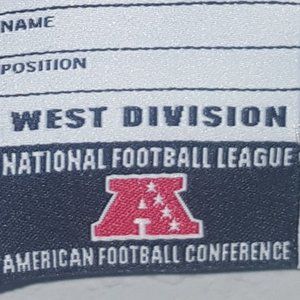 NAME
POSITION
WEST DIVISION
NATIONAL FOOTBALL LEAGUE
A
AMERICAN FOOTBALL CONFERENCE